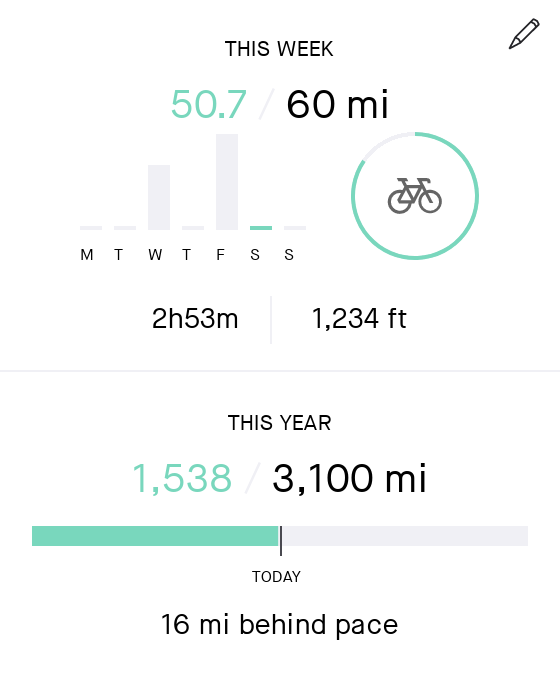 THIS WEEK
50.7 / 60 mi
M T W T F S S
2h53m 1,234 ft
THIS YEAR
1,538 / 3,100 mi
TODAY
16 mi behind pace